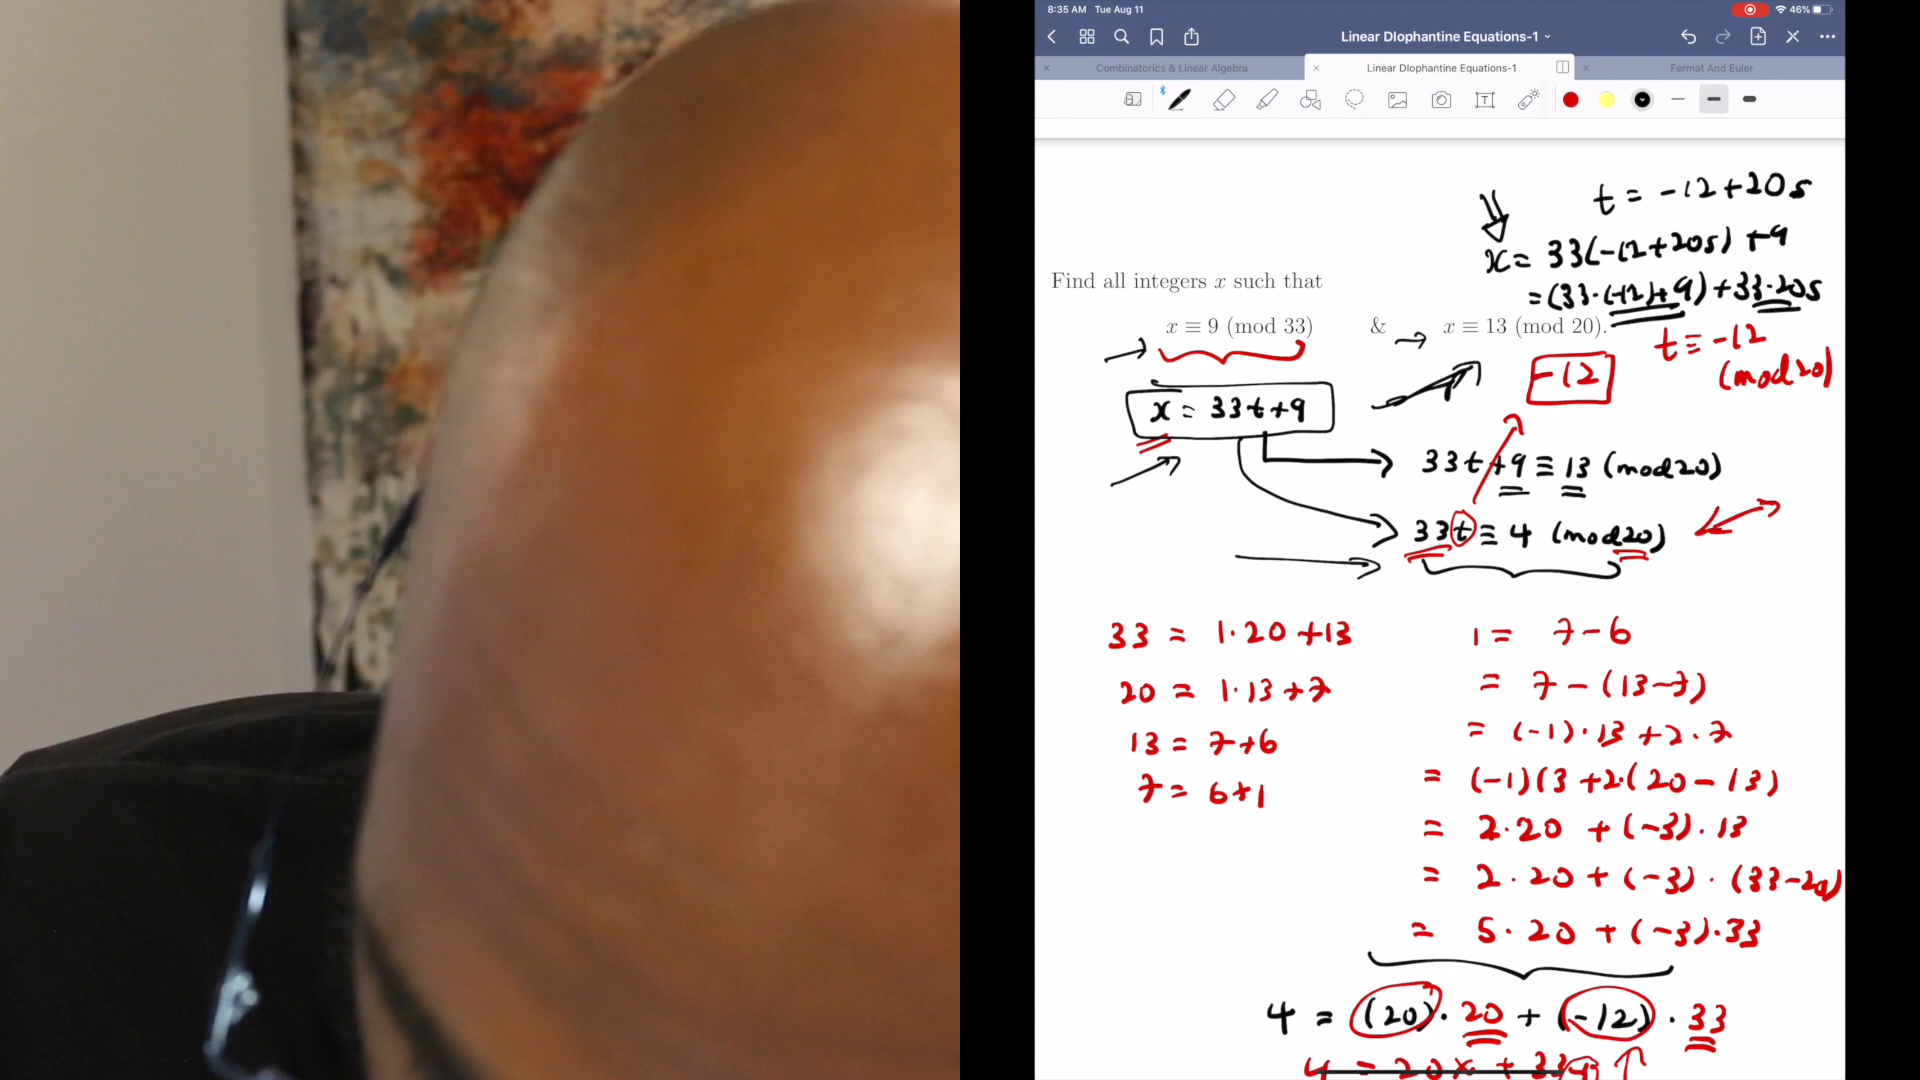 8:35 AM Tue Aug 11
46%
Linear DIophantine Equations-1
Combinatorics & Linear Algebra
Linear DIophantine Equations-1
Fermat And Euler
t = -12+20s
x = 33(-12+20s) +9
= (33·(-12)+9)+33·20s
Find all integers x such that
x ≡ 9 (mod 33) & x ≡ 13 (mod 20).
t ≡ -12
(mod 20)
-12
x = 33t+9
33t+9 ≡ 13 (mod 20)
33t ≡ 4 (mod 20)
33 = 1·20+13
20 = 1·13+7
13 = 7+6
7 = 6+1
1 = 7-6
= 7-(13-7)
= (-1)·13+2·7
= (-1)13+2·(20-13)
= 2·20 + (-3)·13
= 2·20+(-3)·(33-20)
= 5·20+(-3)·33
4 = (20)·20 + (-12)·33